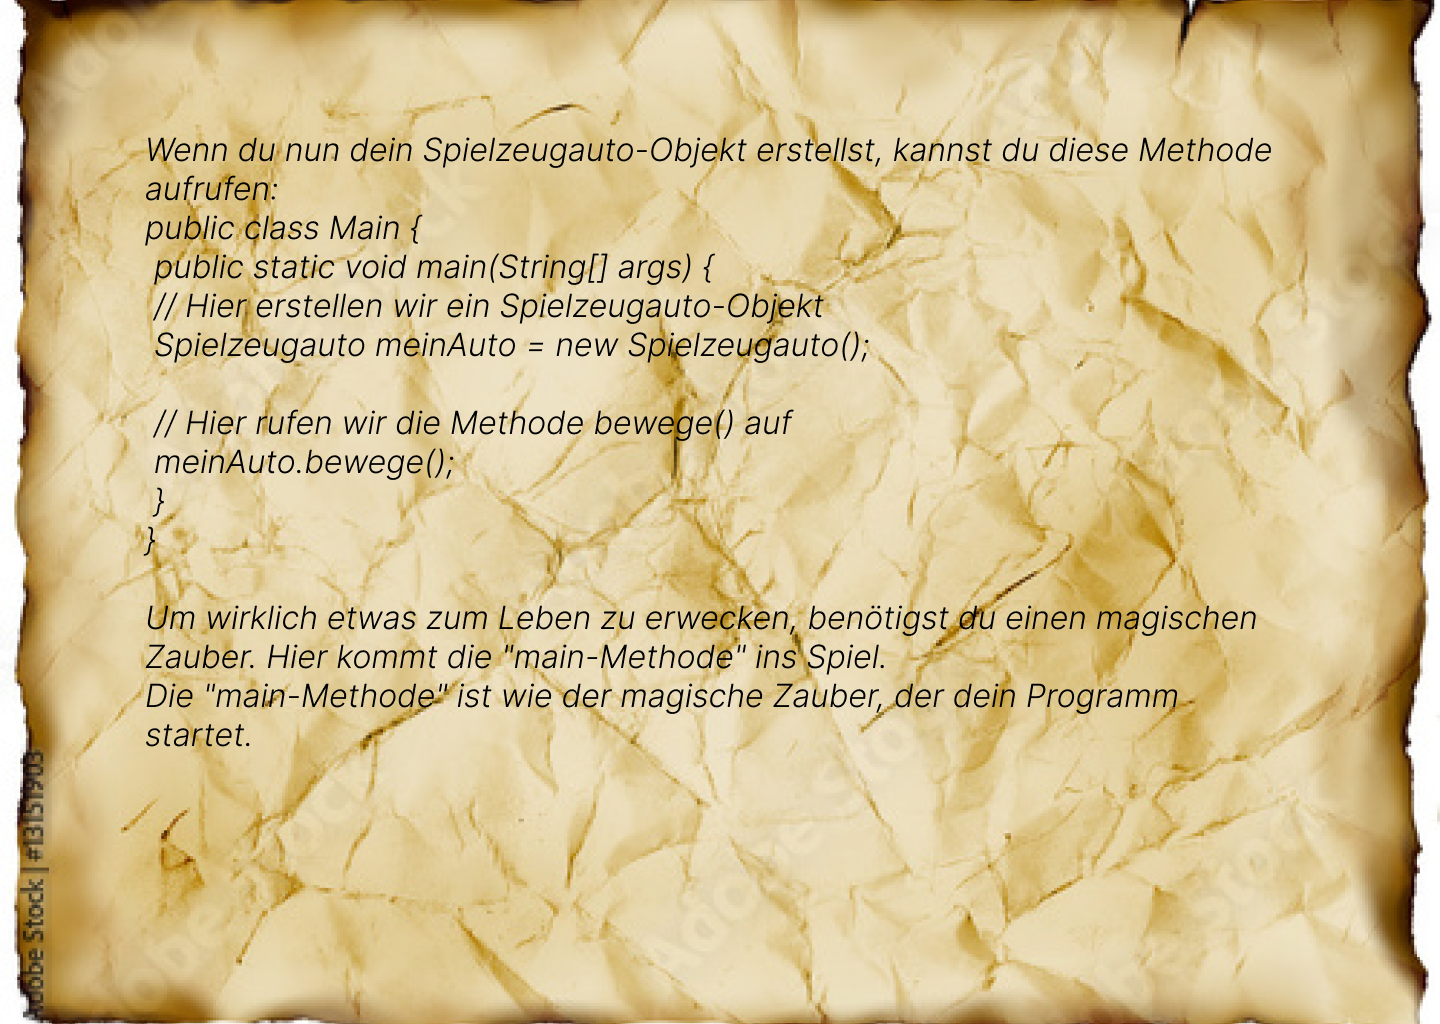 Wenn du nun dein Spielzeugauto-Objekt erstellst, kannst du diese Methode
aufrufen:
public class Main {
public static void main(String[] args) {
// Hier erstellen wir ein Spielzeugauto-Objekt
Spielzeugauto meinAuto = new Spielzeugauto();
// Hier rufen wir die Methode bewege() auf
meinAuto.bewege();
}
}
Um wirklich etwas zum Leben zu erwecken, benötigst du einen magischen
Zauber. Hier kommt die "main-Methode" ins Spiel.
Die "main-Methode" ist wie der magische Zauber, der dein Programm
startet.
Adobe Stock | #13151903